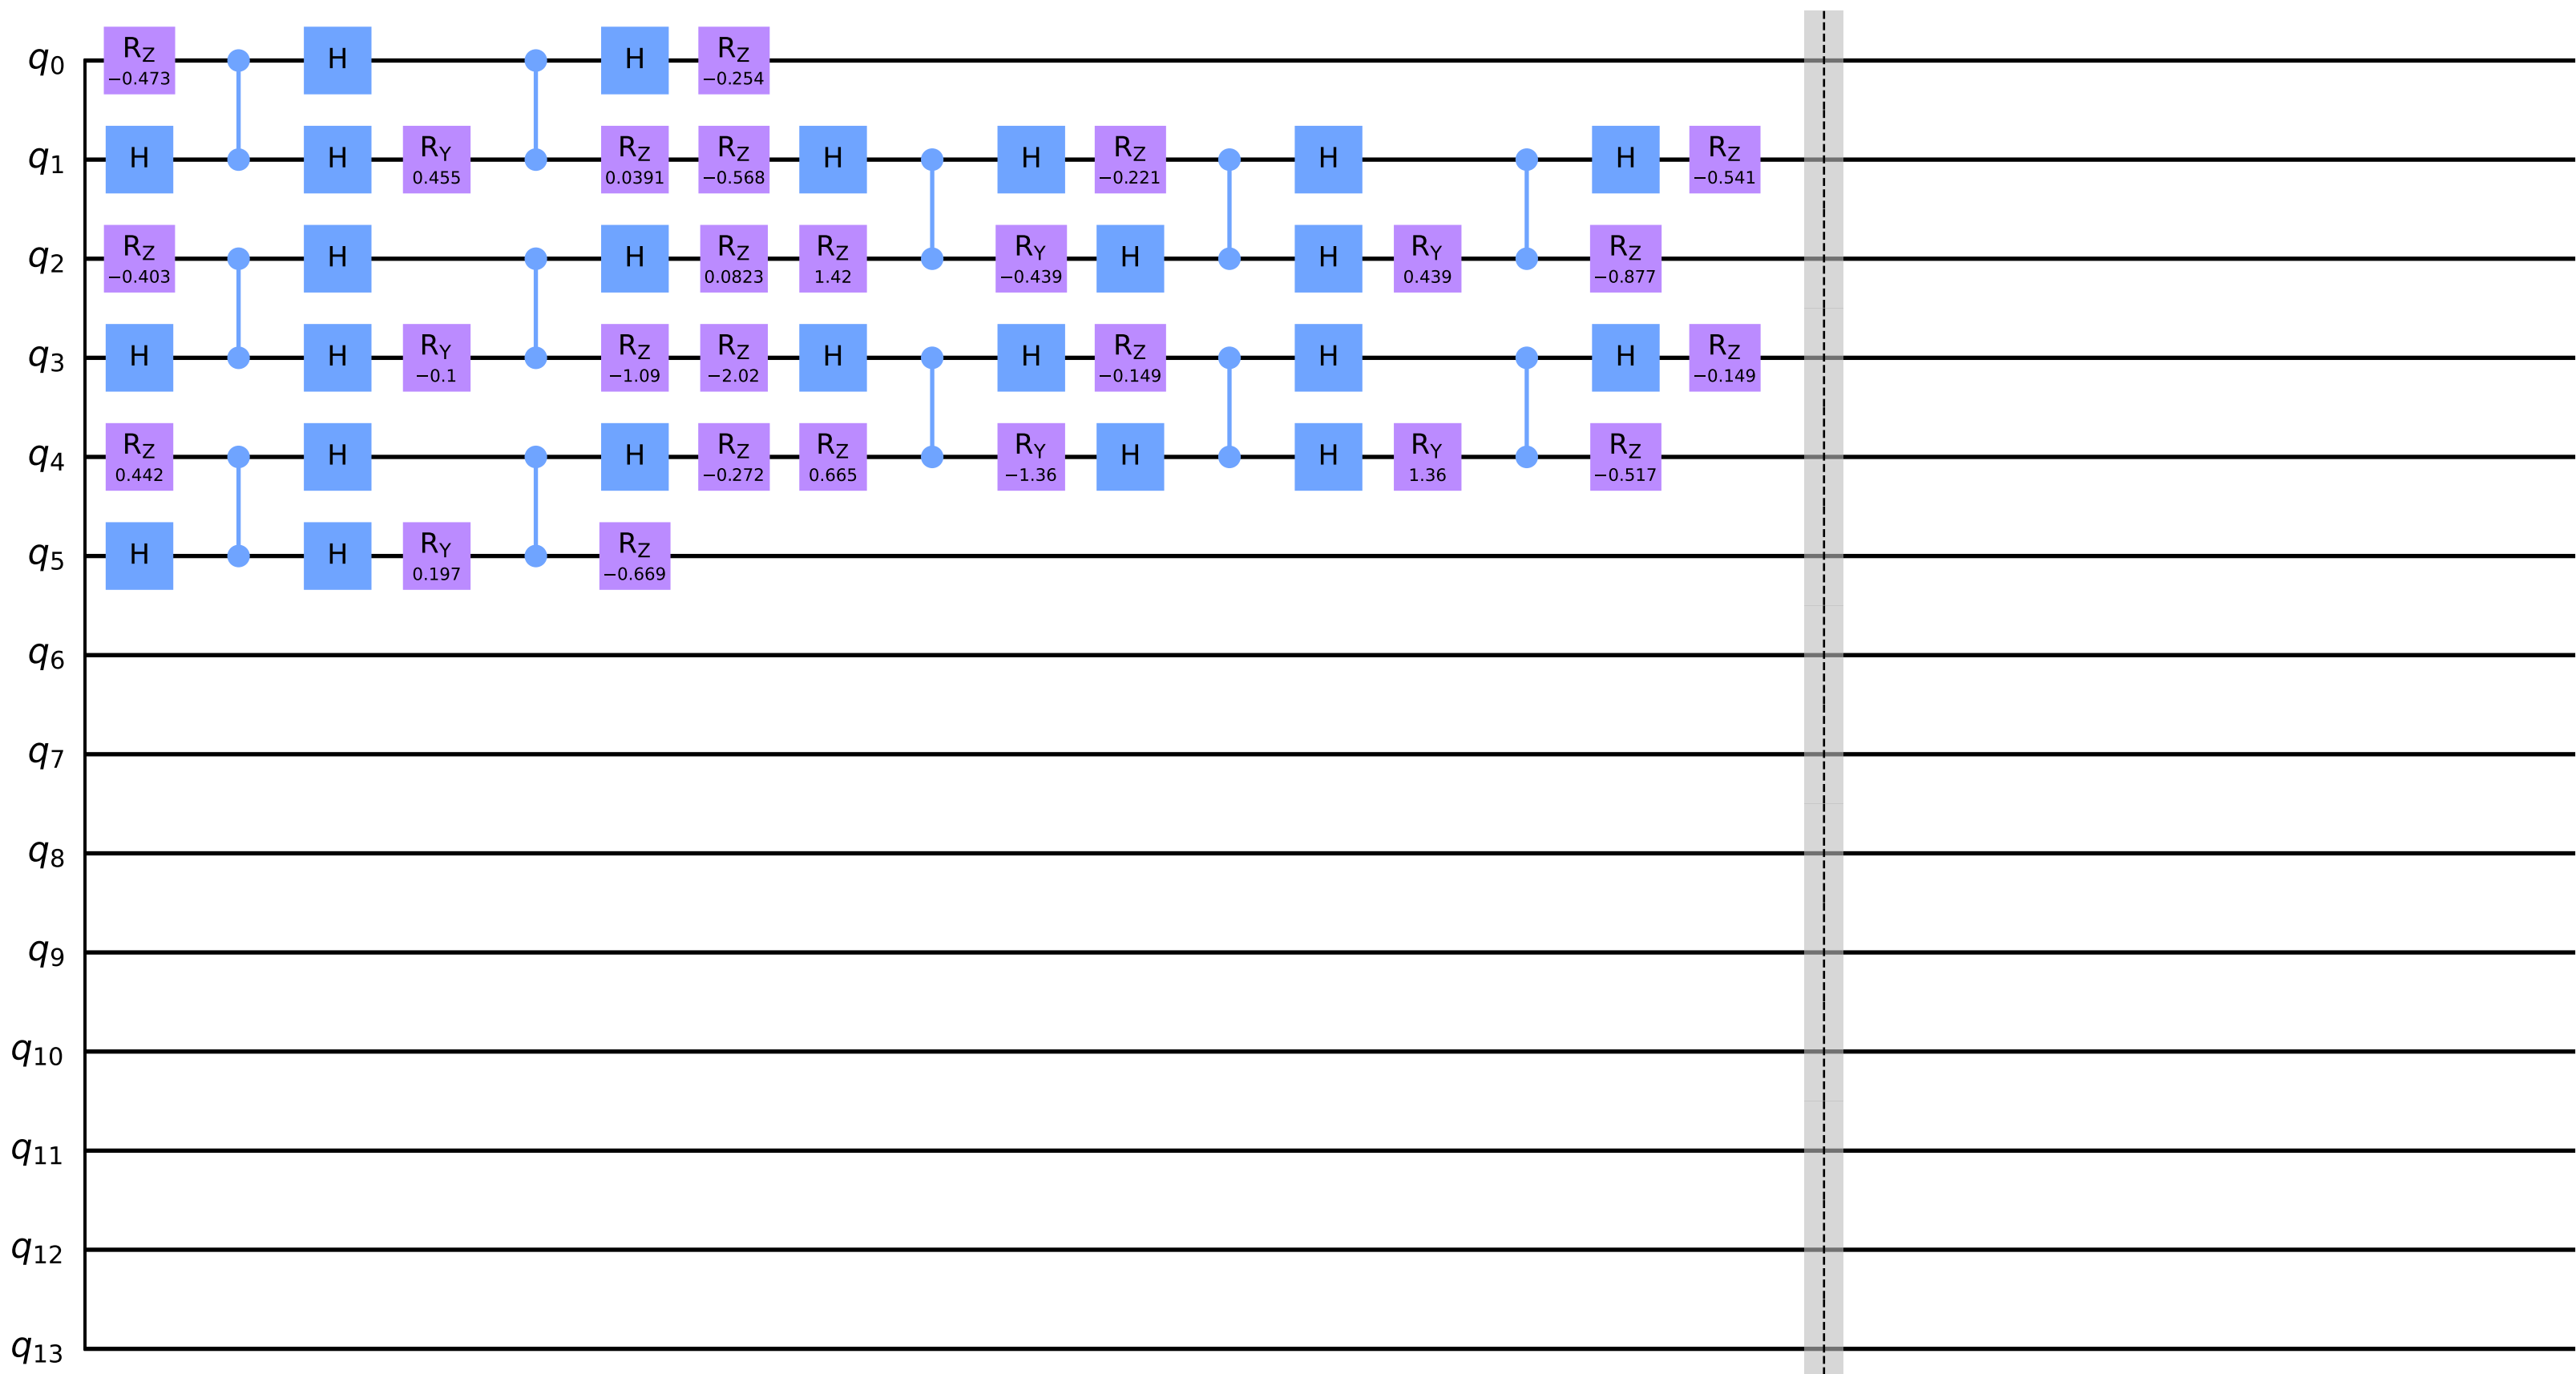 q0 RZ −0.473 H H RZ −0.254
q1 H H RY 0.455 RZ 0.0391 RZ −0.568 H H RZ −0.221 H H RZ −0.541
q2 RZ −0.403 H H RZ 0.0823 RZ 1.42 RY −0.439 H H RY 0.439 RZ −0.877
q3 H H RY −0.1 RZ −1.09 RZ −2.02 H H RZ −0.149 H H RZ −0.149
q4 RZ 0.442 H H RZ −0.272 RZ 0.665 RY −1.36 H H RY 1.36 RZ −0.517
q5 H H RY 0.197 RZ −0.669
q6
q7
q8
q9
q10
q11
q12
q13